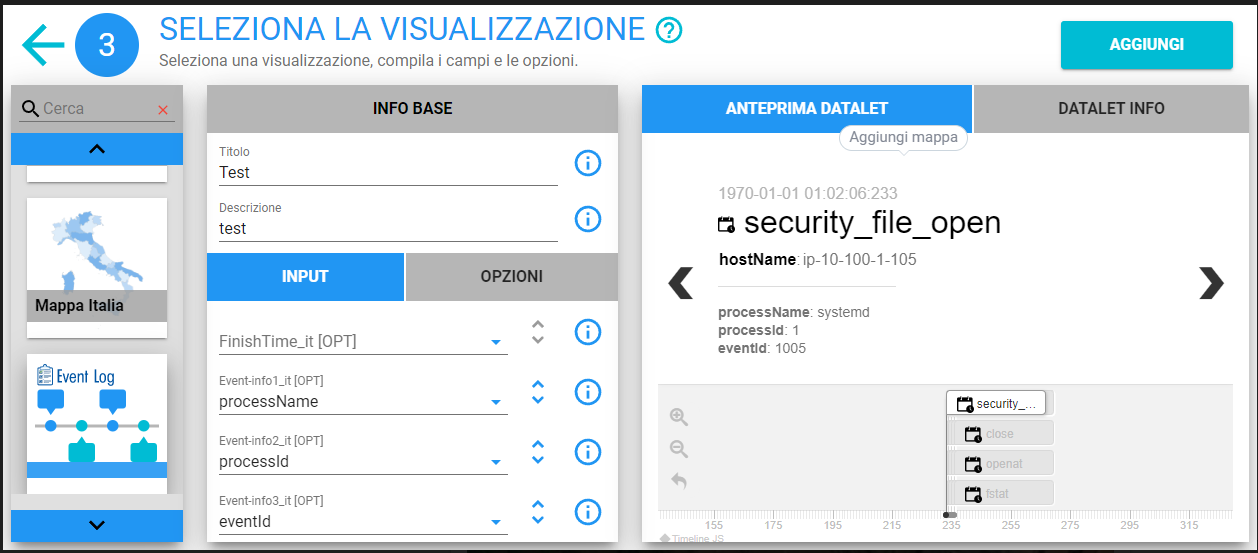 3
SELEZIONA LA VISUALIZZAZIONE ?
Seleziona una visualizzazione, compila i campi e le opzioni.
AGGIUNGI
Cerca
Mappa Italia
Event Log
INFO BASE
Titolo
Test
Descrizione
test
INPUT
OPZIONI
FinishTime_it [OPT]
Event-info1_it [OPT]
processName
Event-info2_it [OPT]
processId
Event-info3_it [OPT]
eventId
ANTEPRIMA DATALET
DATALET INFO
Aggiungi mappa
1970-01-01 01:02:06:233
security_file_open
hostName: ip-10-100-1-105
processName: systemd
processId: 1
eventId: 1005
security_...
close
openat
fstat
155 175 195 215 235 255 275 295 315
Timeline JS